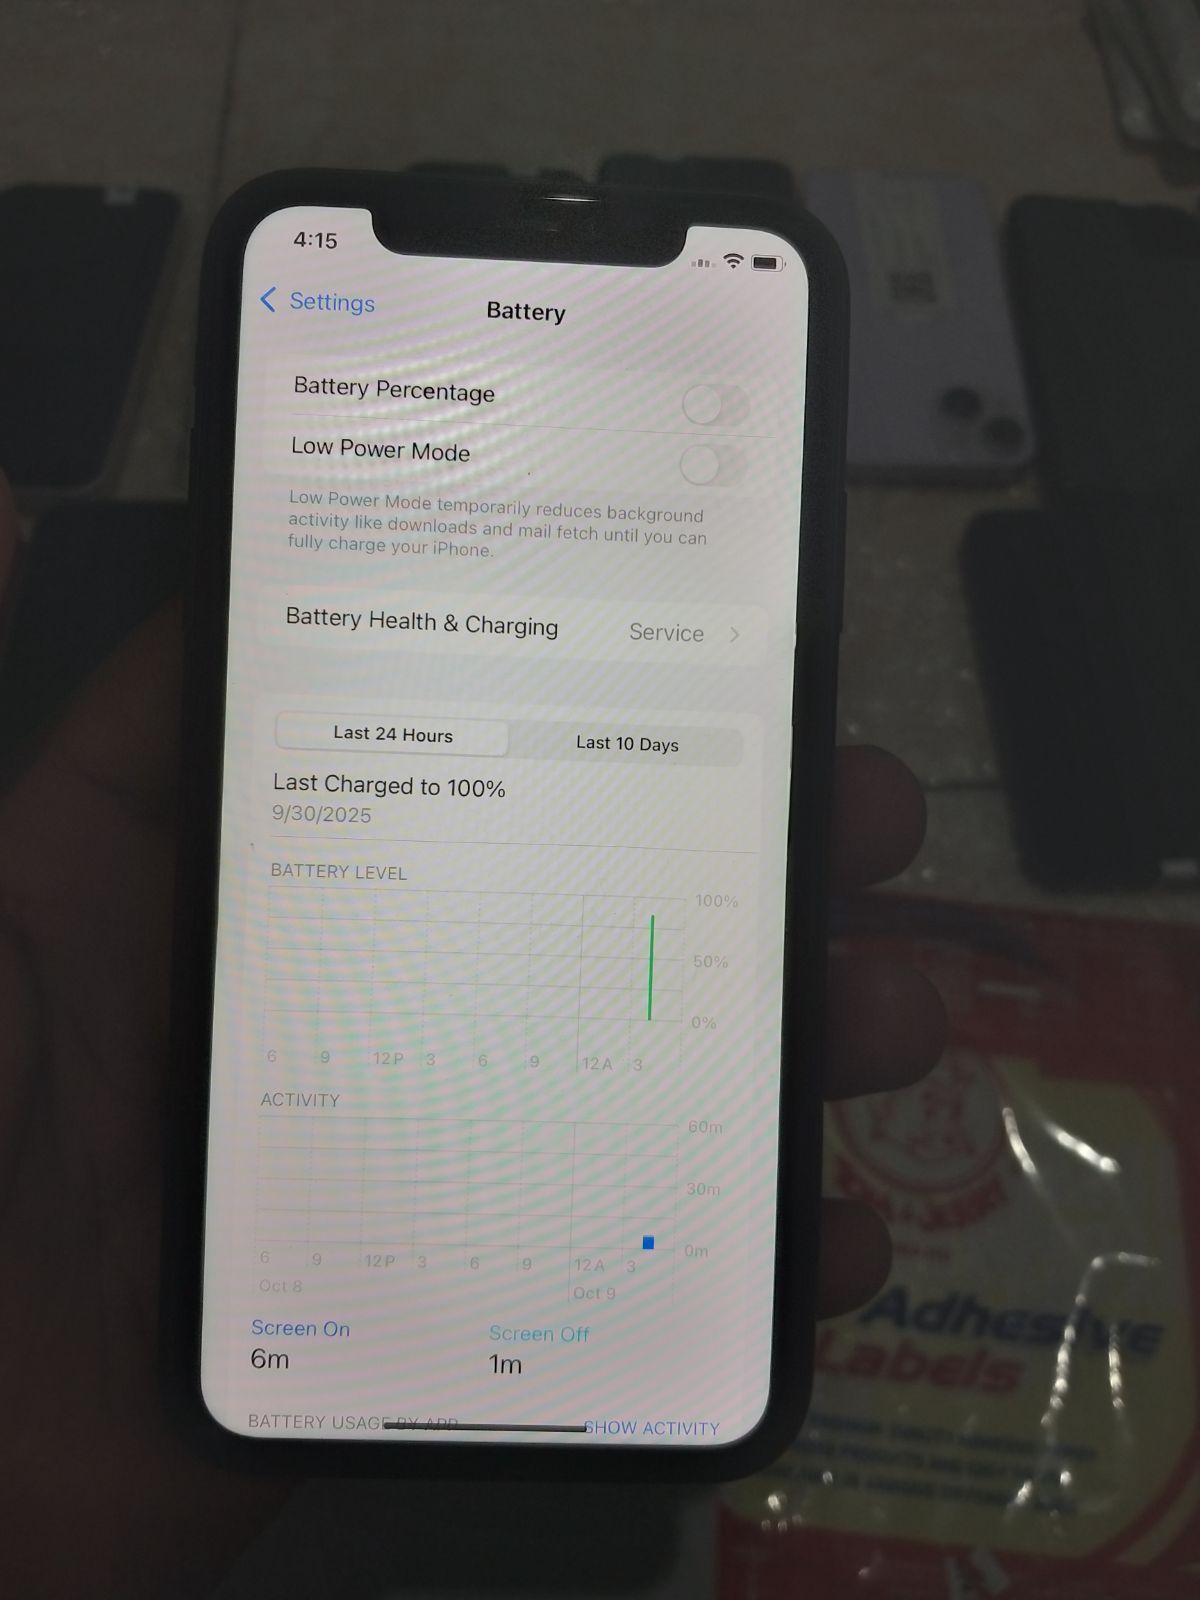 4:15
Settings
Battery
Battery Percentage
Low Power Mode
Low Power Mode temporarily reduces background
activity like downloads and mail fetch until you can
fully charge your iPhone.
Battery Health & Charging Service
Last 24 Hours Last 10 Days
Last Charged to 100%
9/30/2025
BATTERY LEVEL
100%
50%
0%
6 9 12 P 3 6 9 12 A 3
ACTIVITY
60m
30m
0m
6 9 12 P 3 6 9 12 A 3
Oct 8 Oct 9
Screen On Screen Off
6m 1m
BATTERY USAGE BY APP SHOW ACTIVITY
Adhesive
Labels